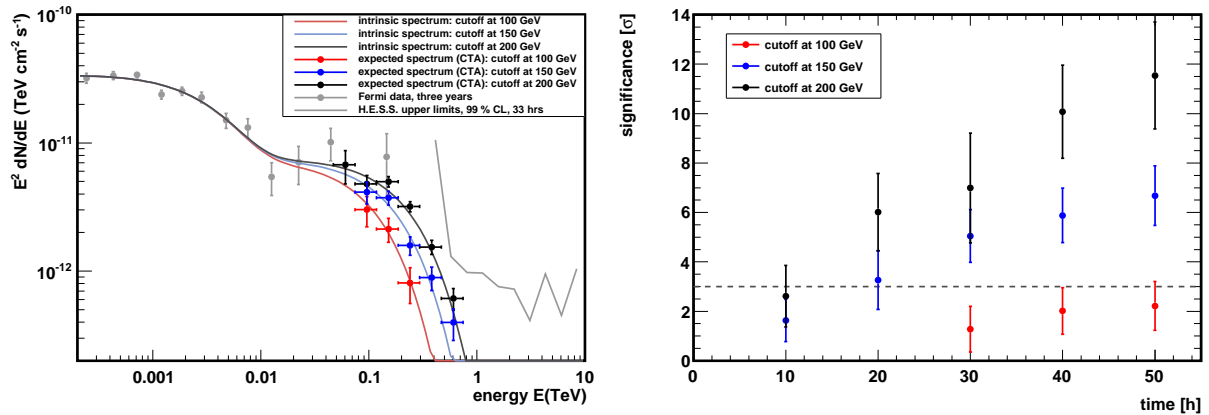 10⁻¹⁰
10⁻¹¹
10⁻¹²
E² dN/dE (TeV cm⁻² s⁻¹)
intrinsic spectrum: cutoff at 100 GeV
intrinsic spectrum: cutoff at 150 GeV
intrinsic spectrum: cutoff at 200 GeV
expected spectrum (CTA): cutoff at 100 GeV
expected spectrum (CTA): cutoff at 150 GeV
expected spectrum (CTA): cutoff at 200 GeV
Fermi data, three years
H.E.S.S. upper limits, 99 % CL, 33 hrs
0.001 0.01 0.1 1 10
energy E(TeV)
significance [σ]
14
12
10
8
6
4
2
0
cutoff at 100 GeV
cutoff at 150 GeV
cutoff at 200 GeV
0 10 20 30 40 50
time [h]